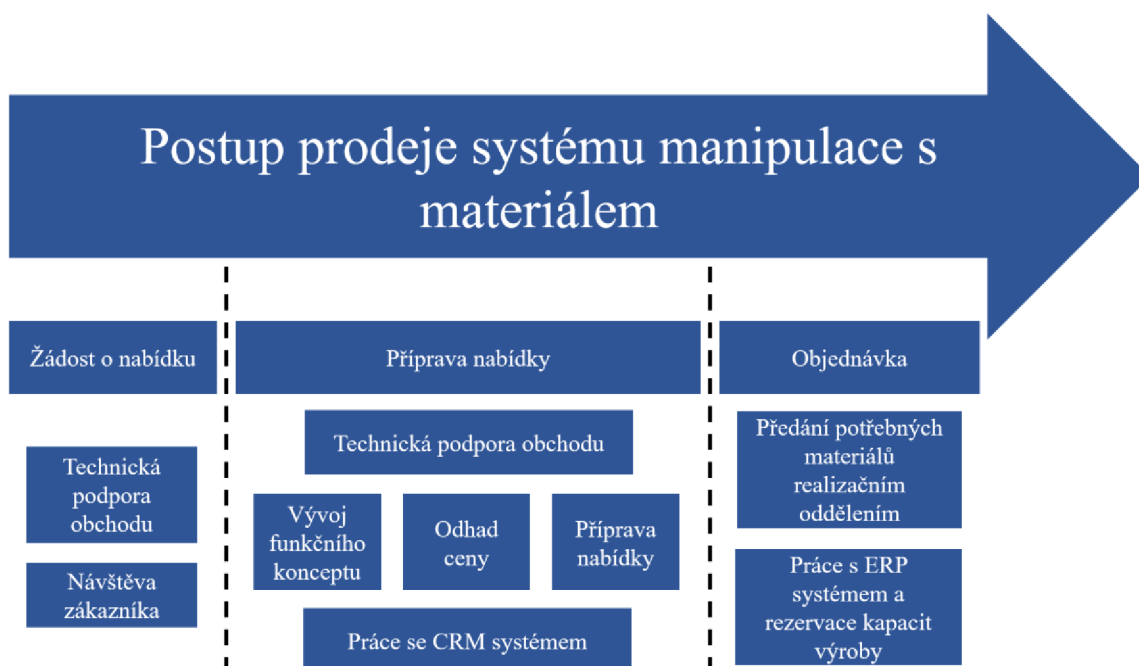 Postup prodeje systému manipulace s
materiálem
Žádost o nabídku
Příprava nabídky
Objednávka
Technická
podpora
obchodu
Návštěva
zákazníka
Technická podpora obchodu
Vývoj
funkčního
konceptu
Odhad
ceny
Příprava
nabídky
Práce se CRM systémem
Předání potřebných
materiálů
realizačním
oddělením
Práce s ERP
systémem a
rezervace kapacit
výroby